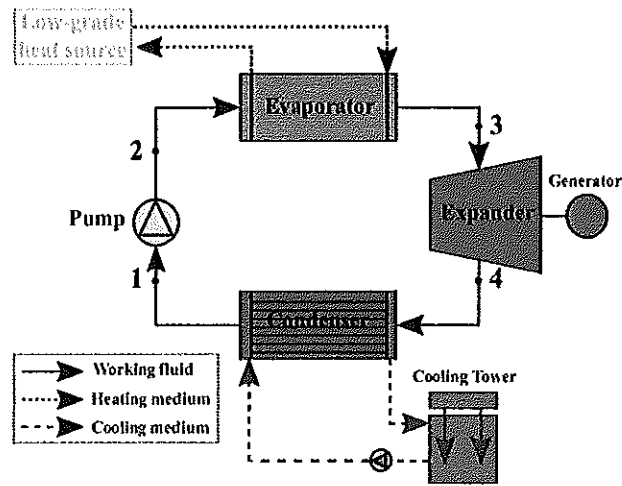 Low-grade
heat source
Evaporator
3
2
Generator
Expander
Pump
1
4
Condenser
Working fluid
Heating medium
Cooling medium
Cooling Tower